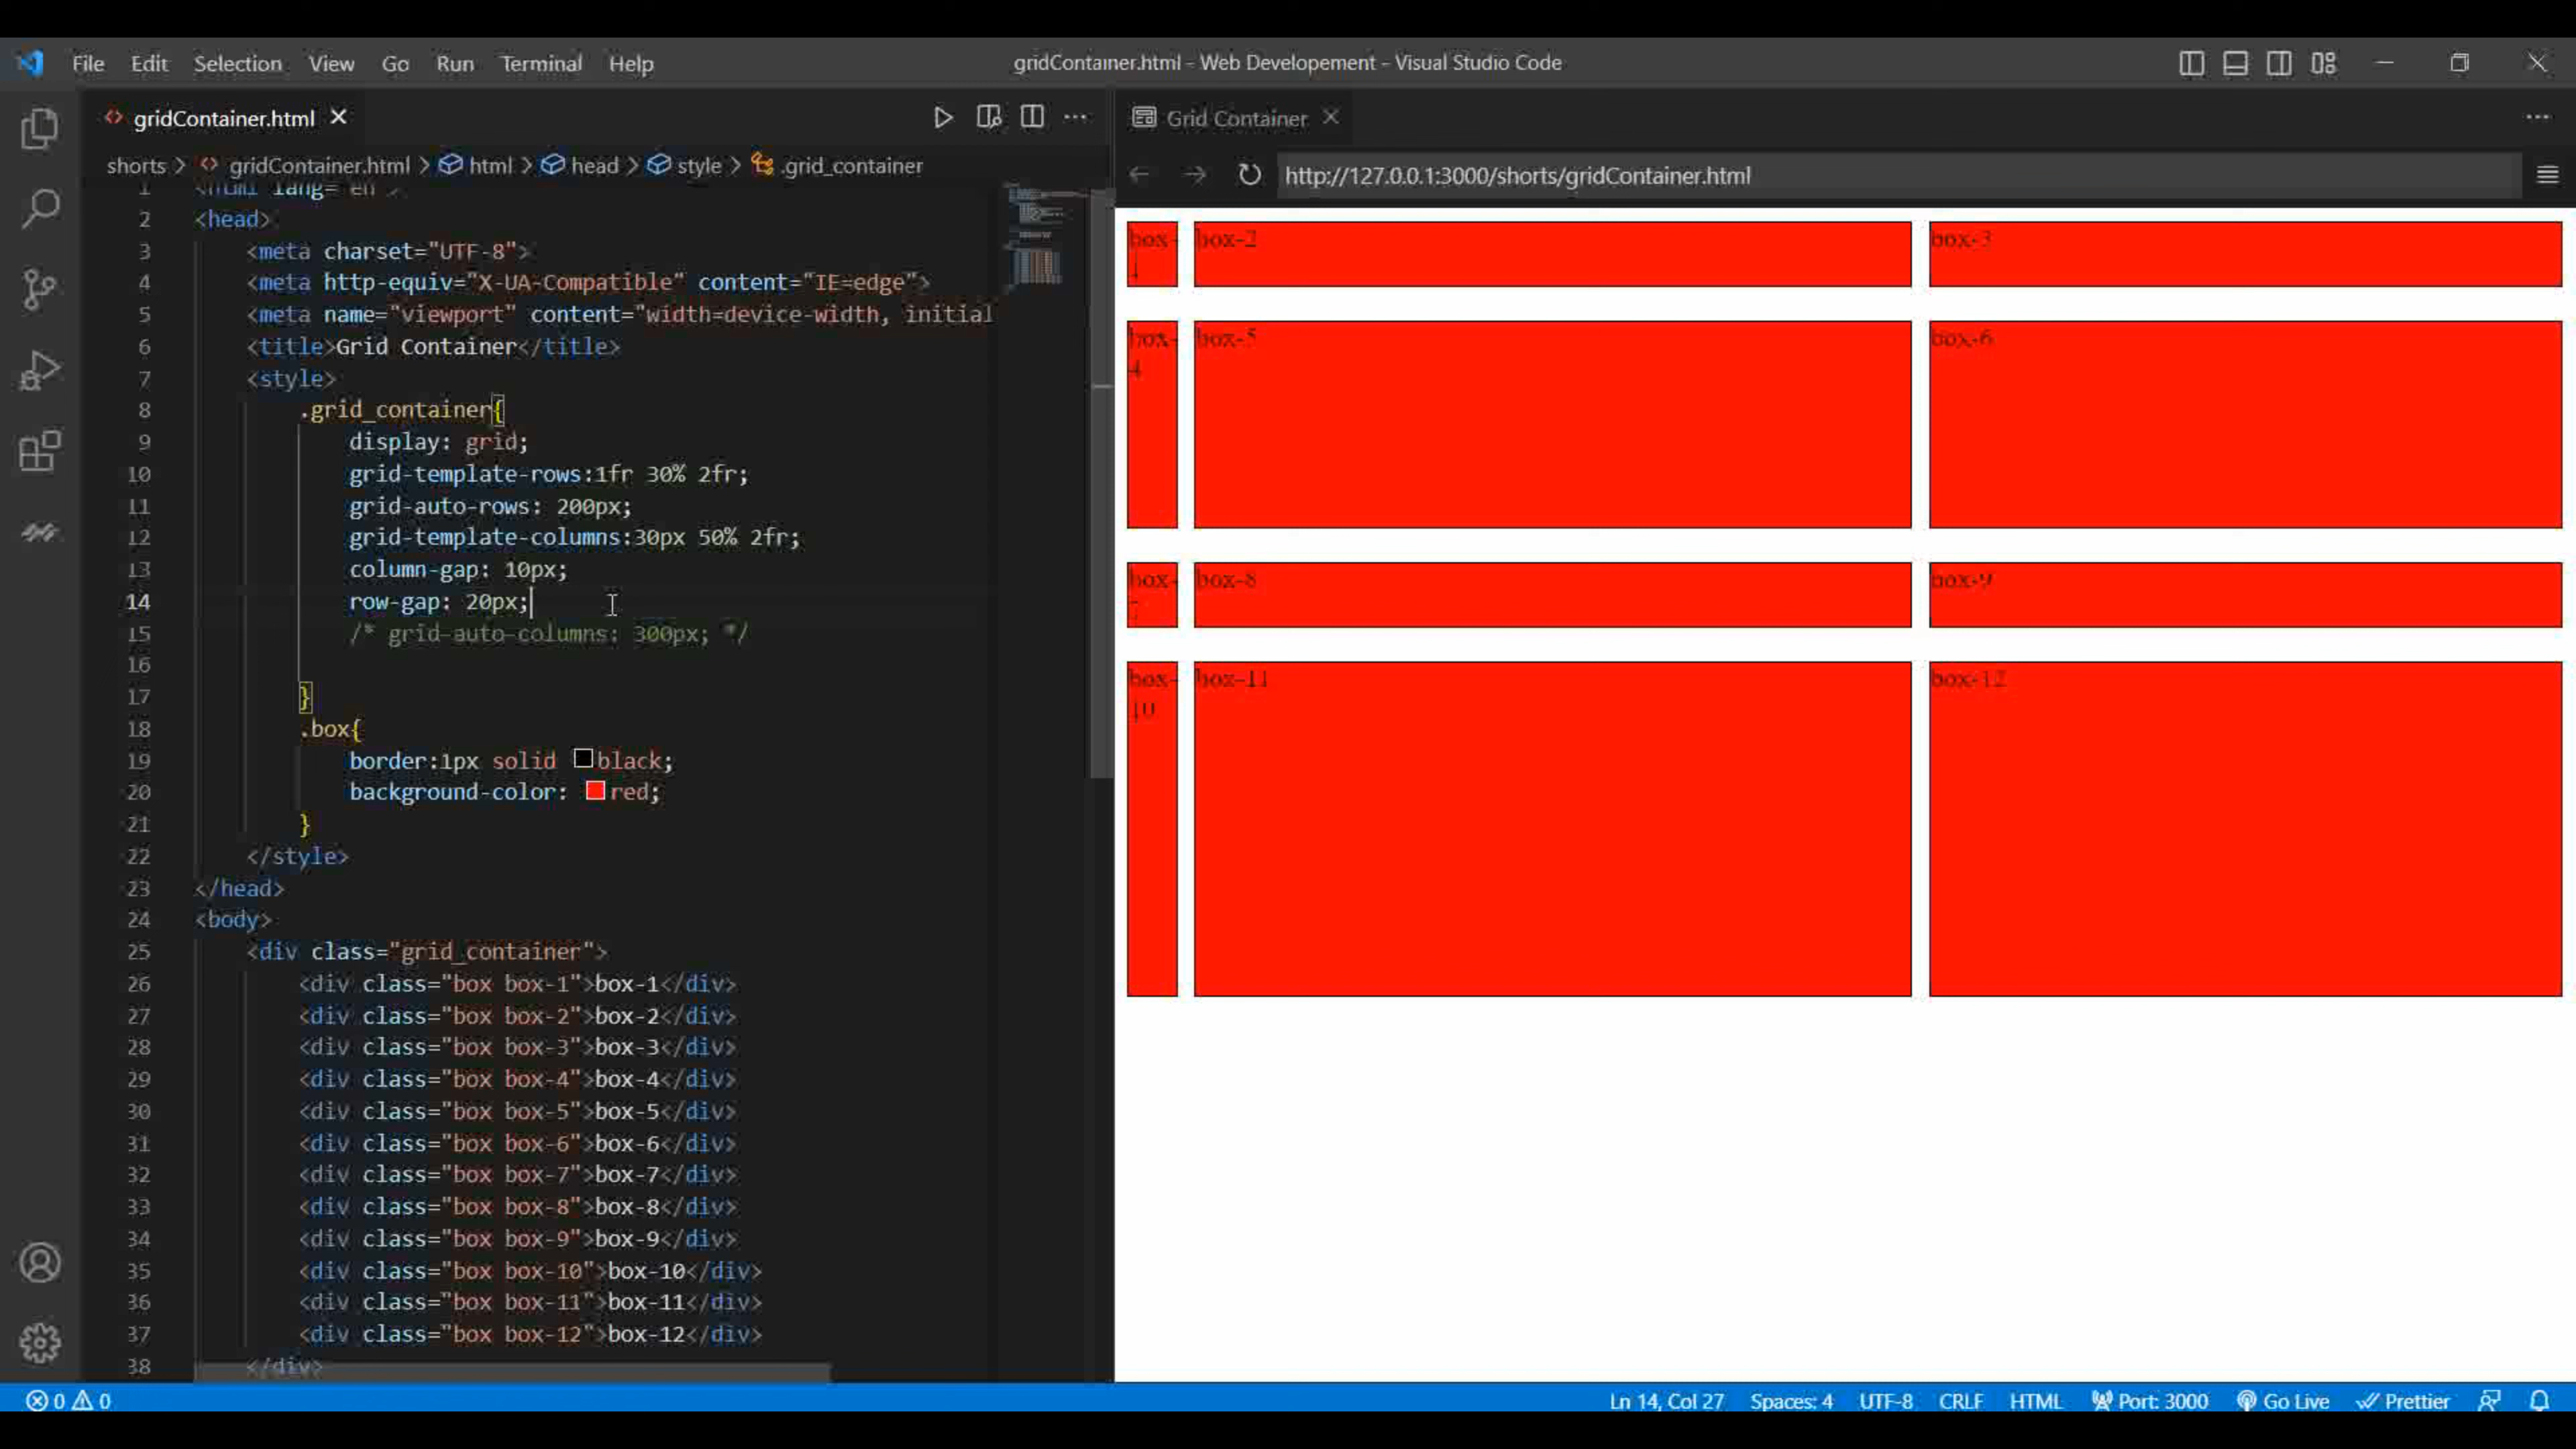 File Edit Selection View Go Run Terminal Help
gridContainer.html - Web Developement - Visual Studio Code
gridContainer.html
shorts > gridContainer.html > html > head > style > .grid_container
1 <html lang="en">
2 <head>
3 <meta charset="UTF-8">
4 <meta http-equiv="X-UA-Compatible" content="IE=edge">
5 <meta name="viewport" content="width=device-width, initial
6 <title>Grid Container</title>
7 <style>
8 .grid_container{
9 display: grid;
10 grid-template-rows:1fr 30% 2fr;
11 grid-auto-rows: 200px;
12 grid-template-columns:30px 50% 2fr;
13 column-gap: 10px;
14 row-gap: 20px;
15 /* grid-auto-columns: 300px; */
16
17 }
18 .box{
19 border:1px solid black;
20 background-color: red;
21 }
22 </style>
23 </head>
24 <body>
25 <div class="grid_container">
26 <div class="box box-1">box-1</div>
27 <div class="box box-2">box-2</div>
28 <div class="box box-3">box-3</div>
29 <div class="box box-4">box-4</div>
30 <div class="box box-5">box-5</div>
31 <div class="box box-6">box-6</div>
32 <div class="box box-7">box-7</div>
33 <div class="box box-8">box-8</div>
34 <div class="box box-9">box-9</div>
35 <div class="box box-10">box-10</div>
36 <div class="box box-11">box-11</div>
37 <div class="box box-12">box-12</div>
38 </div>
Grid Container
http://127.0.0.1:3000/shorts/gridContainer.html
box- box-2 box-3
1
box- box-5 box-6
4
box- box-8 box-9
7
box- box-11 box-12
10
0 0
Ln 14, Col 27 Spaces: 4 UTF-8 CRLF HTML Port: 3000 Go Live Prettier